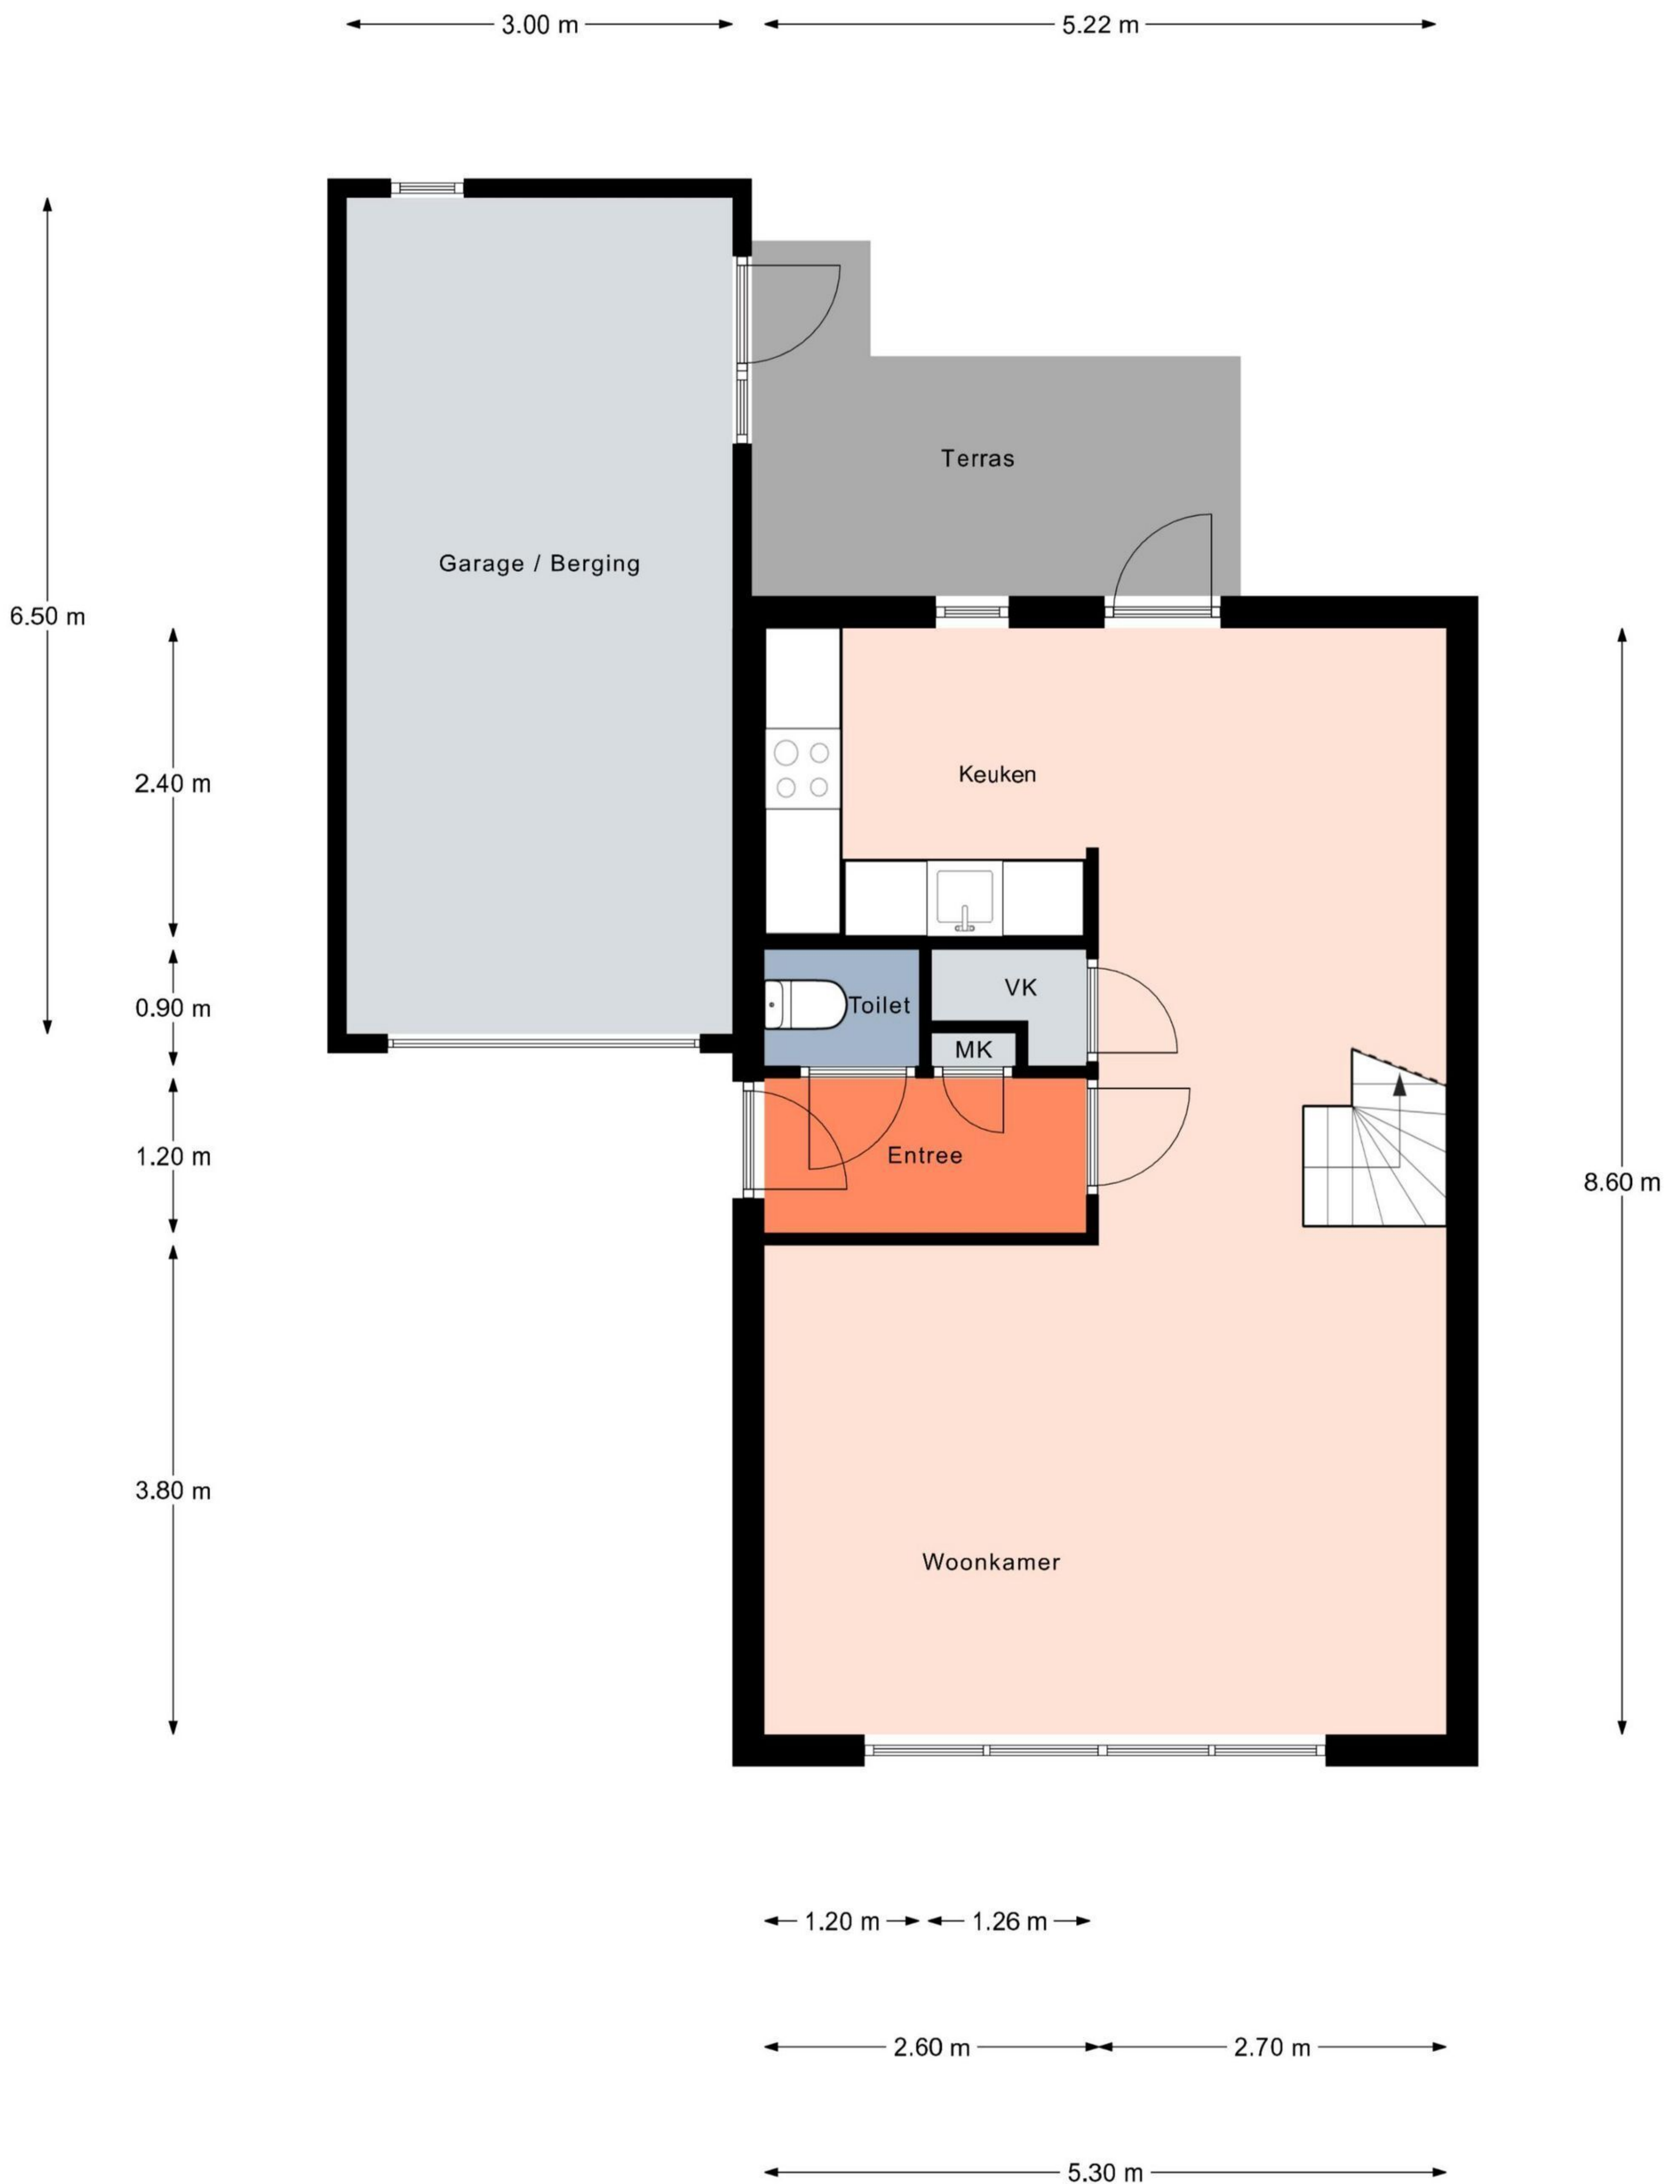 3.00 m
5.22 m
Terras
Garage / Berging
6.50 m
Keuken
2.40 m
VK
Toilet
0.90 m
MK
Entree
1.20 m
8.60 m
3.80 m
Woonkamer
1.20 m
1.26 m
2.60 m
2.70 m
5.30 m